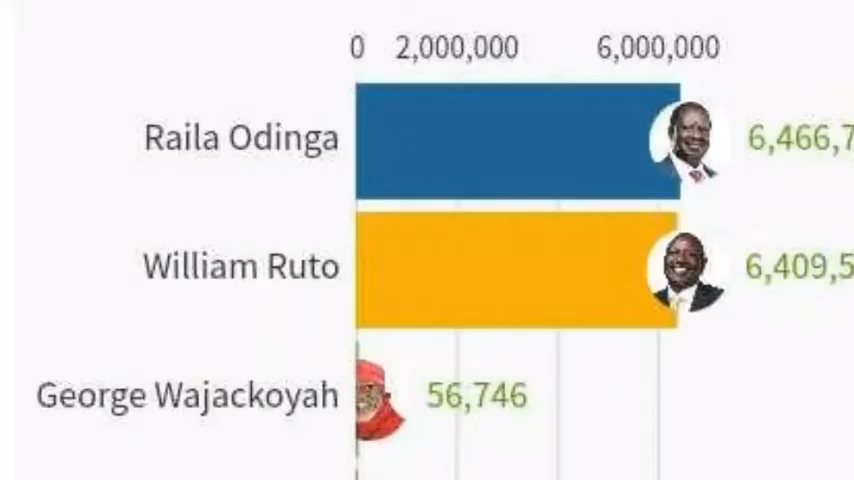 0 2,000,000 6,000,000
Raila Odinga 6,466,7
William Ruto 6,409,5
George Wajackoyah 56,746